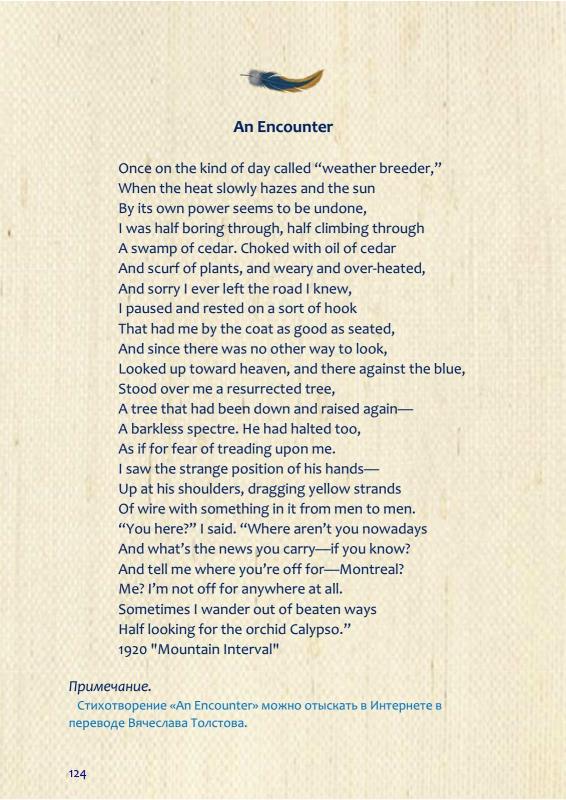 An Encounter
Once on the kind of day called “weather breeder,”
When the heat slowly hazes and the sun
By its own power seems to be undone,
I was half boring through, half climbing through
A swamp of cedar. Choked with oil of cedar
And scurf of plants, and weary and over-heated,
And sorry I ever left the road I knew,
I paused and rested on a sort of hook
That had me by the coat as good as seated,
And since there was no other way to look,
Looked up toward heaven, and there against the blue,
Stood over me a resurrected tree,
A tree that had been down and raised again—
A barkless spectre. He had halted too,
As if for fear of treading upon me.
I saw the strange position of his hands—
Up at his shoulders, dragging yellow strands
Of wire with something in it from men to men.
“You here?” I said. “Where aren’t you nowadays
And what’s the news you carry—if you know?
And tell me where you’re off for—Montreal?
Me? I’m not off for anywhere at all.
Sometimes I wander out of beaten ways
Half looking for the orchid Calypso.”
1920 "Mountain Interval"
Примечание.
Стихотворение «An Encounter» можно отыскать в Интернете в
переводе Вячеслава Толстова.
124